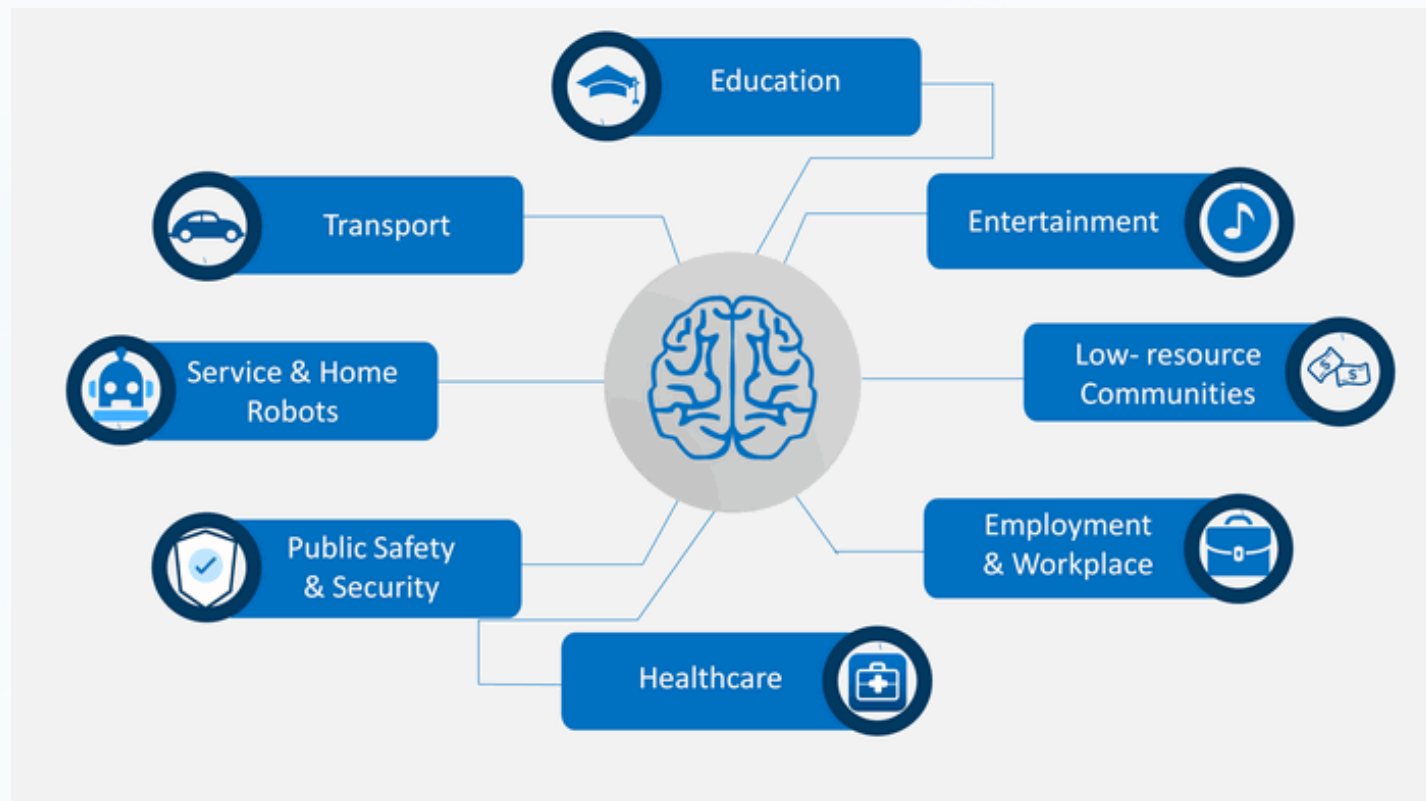 Education
Transport
Entertainment
Service & Home
Robots
Low- resource
Communities
Public Safety
& Security
Employment
& Workplace
Healthcare